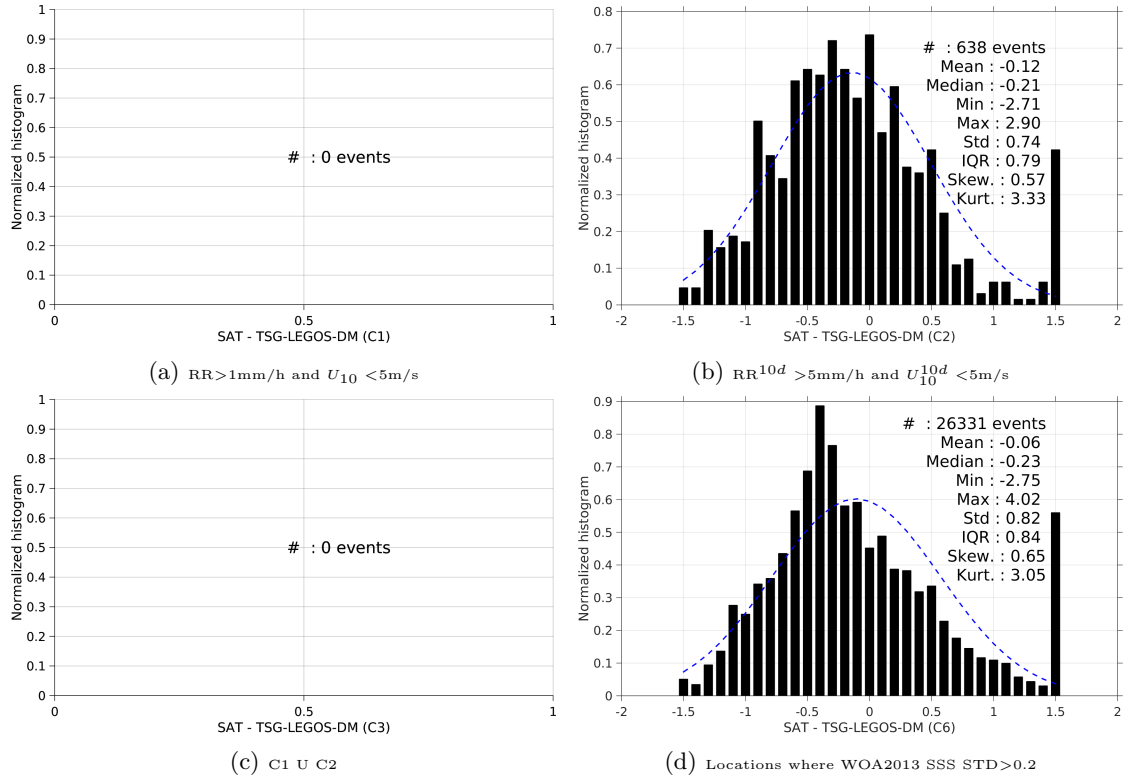 1
0.9
0.8
0.7
0.6
0.5
0.4
0.3
0.2
0.1
0
Normalized histogram
# : 0 events
0 0.5 1
SAT - TSG-LEGOS-DM (C1)
(a) RR>1mm/h and U10 <5m/s
0.8
0.7
0.6
0.5
0.4
0.3
0.2
0.1
0
Normalized histogram
# : 638 events
Mean : -0.12
Median : -0.21
Min : -2.71
Max : 2.90
Std : 0.74
IQR : 0.79
Skew. : 0.57
Kurt. : 3.33
-2 -1.5 -1 -0.5 0 0.5 1 1.5 2
SAT - TSG-LEGOS-DM (C2)
(b) RR^10d >5mm/h and U10^10d <5m/s
1
0.9
0.8
0.7
0.6
0.5
0.4
0.3
0.2
0.1
0
Normalized histogram
# : 0 events
0 0.5 1
SAT - TSG-LEGOS-DM (C3)
(c) C1 U C2
0.9
0.8
0.7
0.6
0.5
0.4
0.3
0.2
0.1
0
Normalized histogram
# : 26331 events
Mean : -0.06
Median : -0.23
Min : -2.75
Max : 4.02
Std : 0.82
IQR : 0.84
Skew. : 0.65
Kurt. : 3.05
-2 -1.5 -1 -0.5 0 0.5 1 1.5 2
SAT - TSG-LEGOS-DM (C6)
(d) Locations where WOA2013 SSS STD>0.2